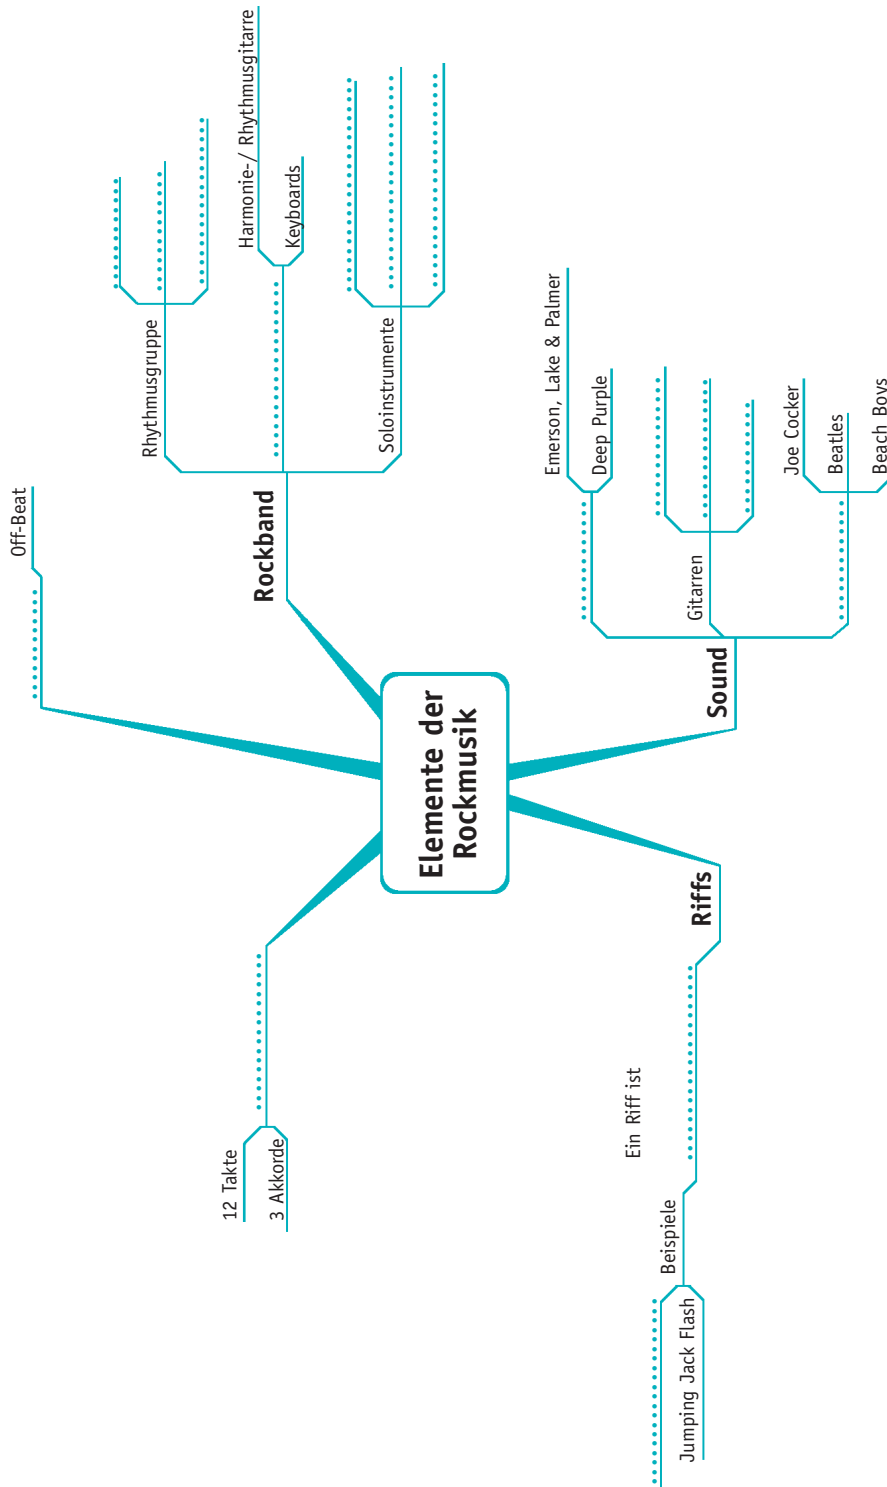 Elemente der
Rockmusik
12 Takte
3 Akkorde
Off-Beat
Rockband
Rhythmusgruppe
Harmonie-/ Rhythmusgitarre
Keyboards
Soloinstrumente
Sound
Emerson, Lake & Palmer
Deep Purple
Gitarren
Joe Cocker
Beatles
Beach Boys
Riffs
Ein Riff ist
Beispiele
Jumping Jack Flash